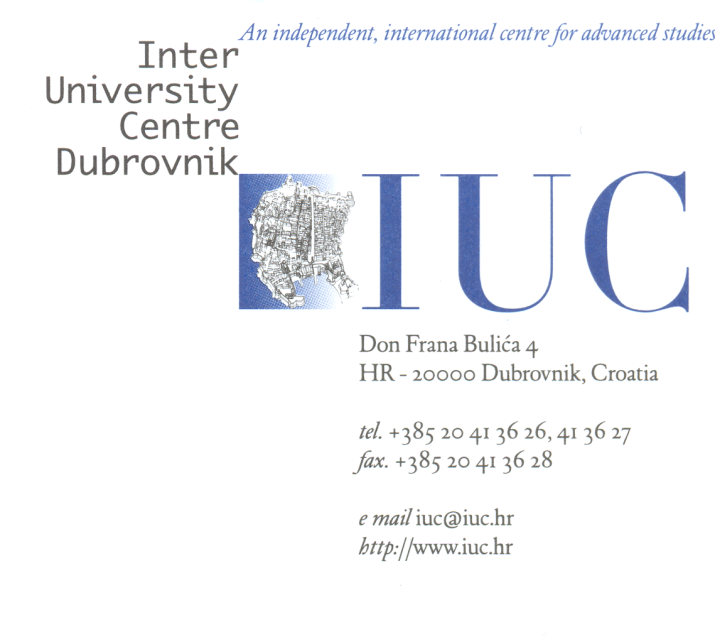 An independent, international centre for advanced studies
Inter
University
Centre
Dubrovnik
IUC
Don Frana Bulića 4
HR - 20000 Dubrovnik, Croatia
tel. +385 20 41 36 26, 41 36 27
fax. +385 20 41 36 28
e mail iuc@iuc.hr
http://www.iuc.hr